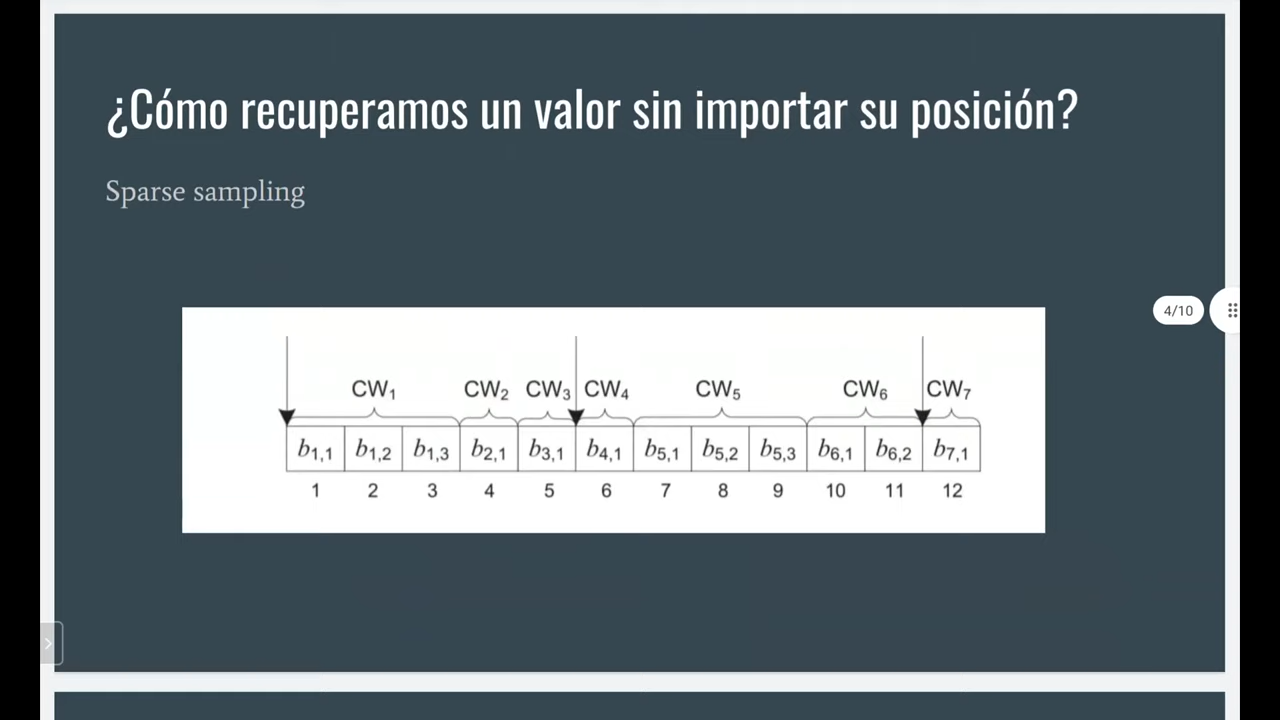 ¿Cómo recuperamos un valor sin importar su posición?
Sparse sampling
4/10
CW₁ CW₂ CW₃ CW₄ CW₅ CW₆ CW₇
b₁,₁ b₁,₂ b₁,₃ b₂,₁ b₃,₁ b₄,₁ b₅,₁ b₅,₂ b₅,₃ b₆,₁ b₆,₂ b₇,₁
1 2 3 4 5 6 7 8 9 10 11 12